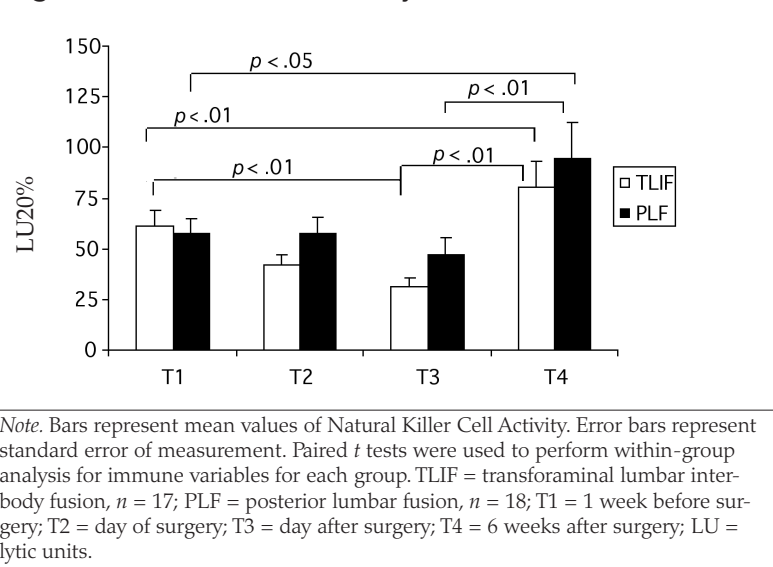 150
p < .05
125
p < .01
100
p < .01
p < .01
p < .01
75
LU20%
TLIF
PLF
50
25
0
T1 T2 T3 T4
Note. Bars represent mean values of Natural Killer Cell Activity. Error bars represent
standard error of measurement. Paired t tests were used to perform within-group
analysis for immune variables for each group. TLIF = transforaminal lumbar inter-
body fusion, n = 17; PLF = posterior lumbar fusion, n = 18; T1 = 1 week before sur-
gery; T2 = day of surgery; T3 = day after surgery; T4 = 6 weeks after surgery; LU =
lytic units.